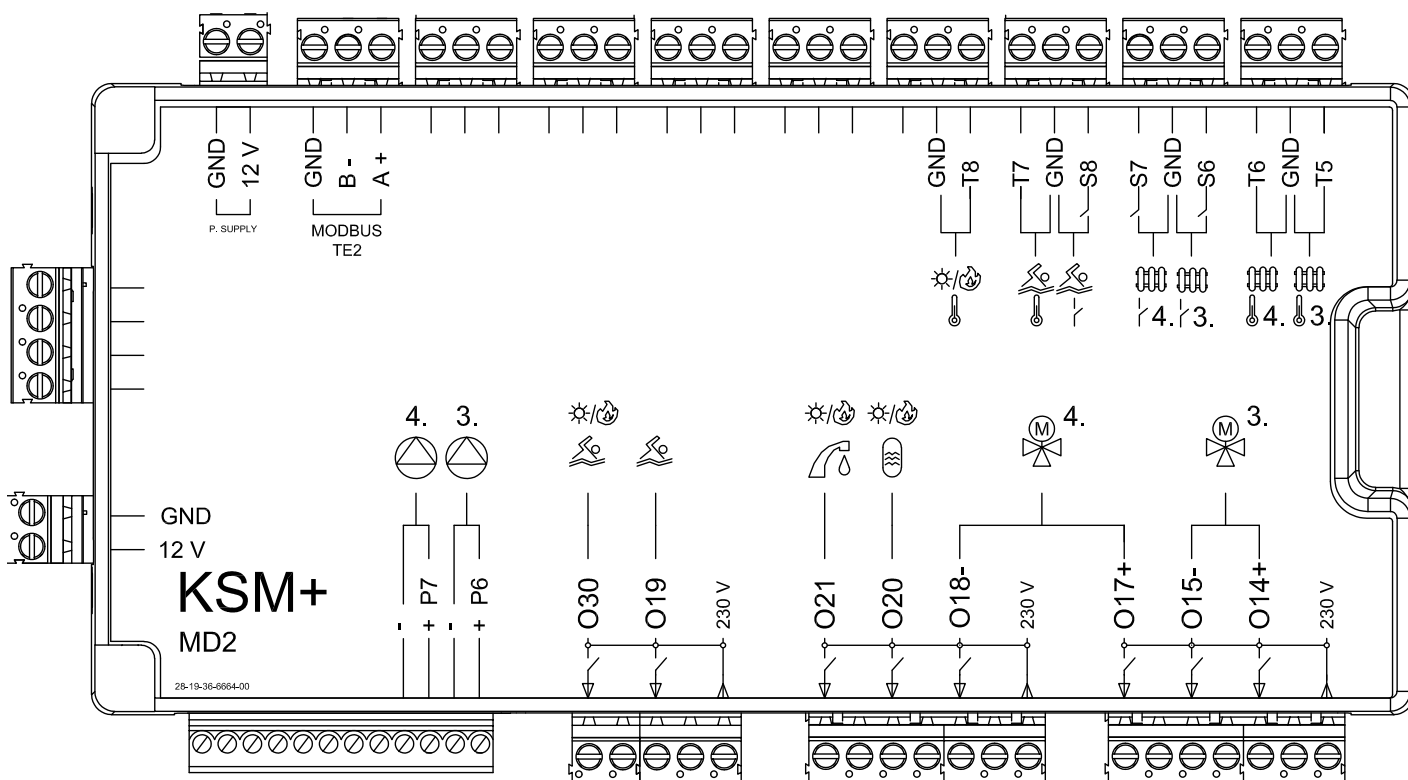 GND
12 V
P. SUPPLY
GND
B -
A +
MODBUS
TE2
GND
T8
T7
GND
S8
S7
GND
S6
T6
GND
T5
4.
3.
4.
3.
4.
3.
4.
3.
M
M
GND
12 V
KSM+
MD2
28-19-36-6664-00
-
+ P7
-
+ P6
O30
O19
230 V
O21
O20
O18-
230 V
O17+
O15-
O14+
230 V